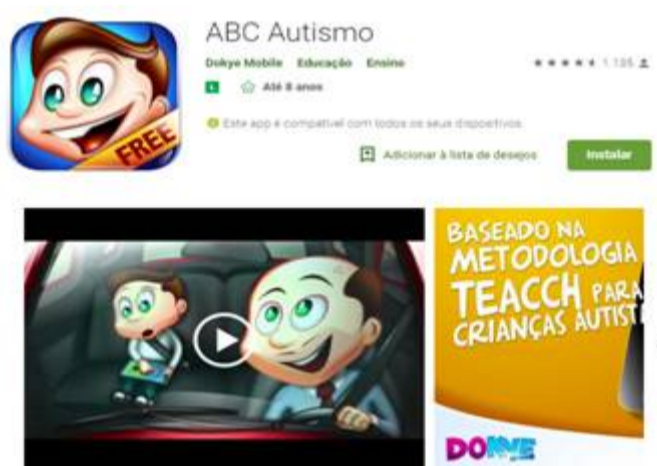 ABC Autismo
Dokye Mobile Educação Ensino
1.135
L Até 8 anos
Este app é compatível com todos os seus dispositivos.
Adicionar à lista de desejos Instalar
FREE
BASEADO NA
METODOLOGIA
TEACCH PARA
CRIANÇAS AUTIST
DOKYE